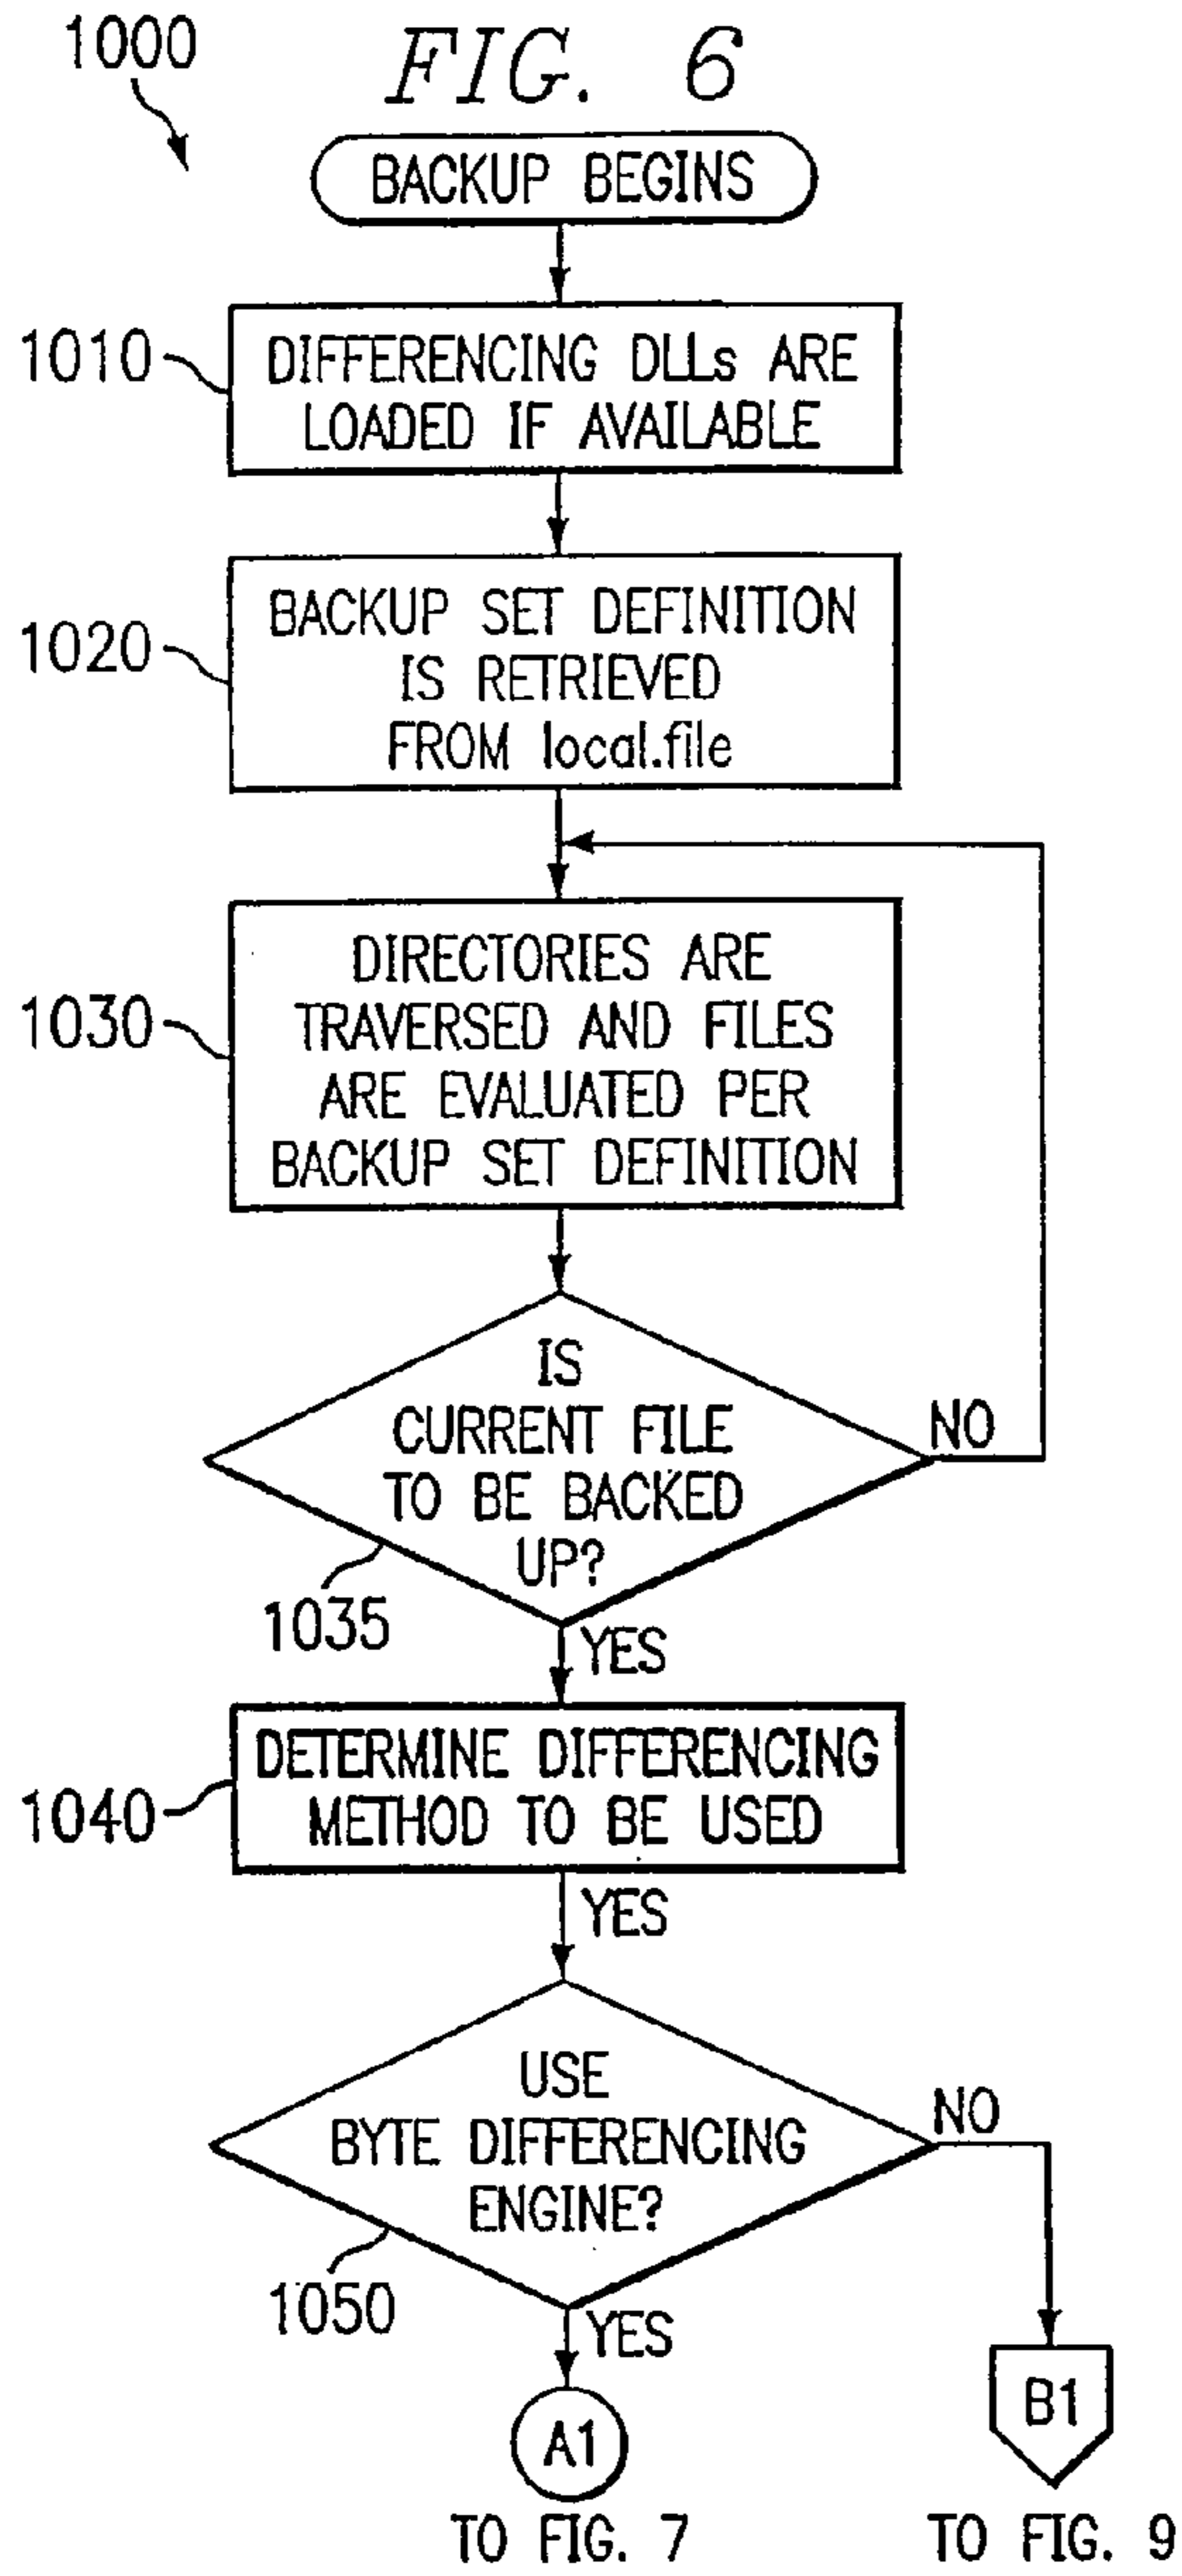 1000
FIG. 6
BACKUP BEGINS
1010
DIFFERENCING DLLs ARE
LOADED IF AVAILABLE
1020
BACKUP SET DEFINITION
IS RETRIEVED
FROM local.file
1030
DIRECTORIES ARE
TRAVERSED AND FILES
ARE EVALUATED PER
BACKUP SET DEFINITION
IS
CURRENT FILE
TO BE BACKED
UP?
NO
1035
YES
1040
DETERMINE DIFFERENCING
METHOD TO BE USED
YES
USE
BYTE DIFFERENCING
ENGINE?
NO
1050
YES
A1
B1
TO FIG. 7
TO FIG. 9